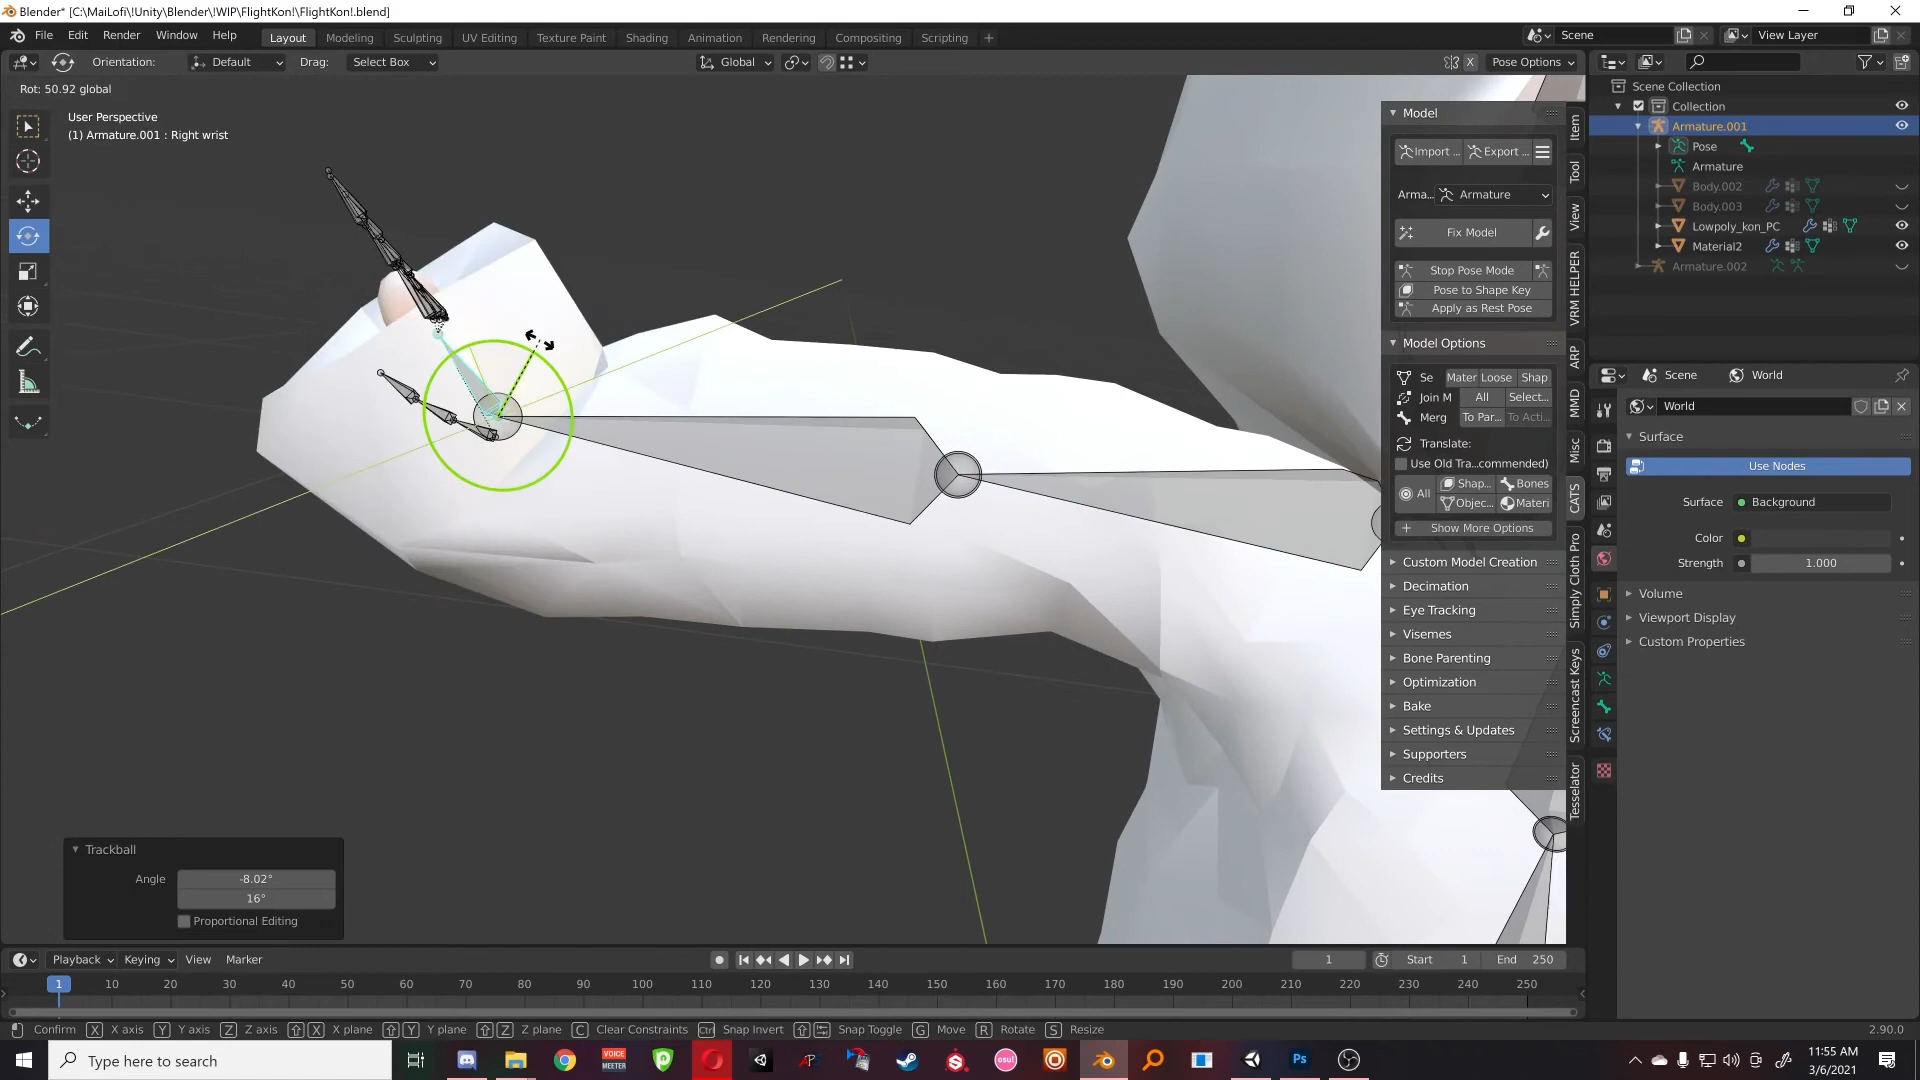 Blender* [C:\MaiLofi\!Unity\Blender\!WIP\FlightKon!\FlightKon!.blend]
File Edit Render Window Help Layout Modeling Sculpting UV Editing Texture Paint Shading Animation Rendering Compositing Scripting + Scene View Layer
Orientation: Default Drag: Select Box Global X Pose Options
Rot: 50.92 global
User Perspective
(1) Armature.001 : Right wrist
Model
Import ... Export ...
Arma... Armature
Fix Model
Stop Pose Mode
Pose to Shape Key
Apply as Rest Pose
Model Options
Se Mater Loose Shap
Join M All Select...
Merg To Par... To Acti...
Translate:
Use Old Tra...commended)
All Shap... Bones
Objec... Materi
Show More Options
Custom Model Creation
Decimation
Eye Tracking
Visemes
Bone Parenting
Optimization
Bake
Settings & Updates
Supporters
Credits
Item
Tool
View
VRM HELPER
ARP
MMD
Misc
CATS
Simply Cloth Pro
Screencast Keys
Tesselator
Scene Collection
Collection
Armature.001
Pose
Armature
Body.002
Body.003
Lowpoly_kon_PC
Material2
Armature.002
Scene World
World
Surface
Use Nodes
Surface Background
Color
Strength 1.000
Volume
Viewport Display
Custom Properties
Trackball
Angle -8.02°
16°
Proportional Editing
Playback Keying View Marker 1 Start 1 End 250
1 10 20 30 40 50 60 70 80 90 100 110 120 130 140 150 160 170 180 190 200 210 220 230 240 250
Confirm X X axis Y Y axis Z Z axis X X plane Y Y plane Z Z plane C Clear Constraints Ctrl Snap Invert Snap Toggle G Move R Rotate S Resize 2.90.0
Type here to search VOICE MEETER osu! Ps 11:55 AM
3/6/2021